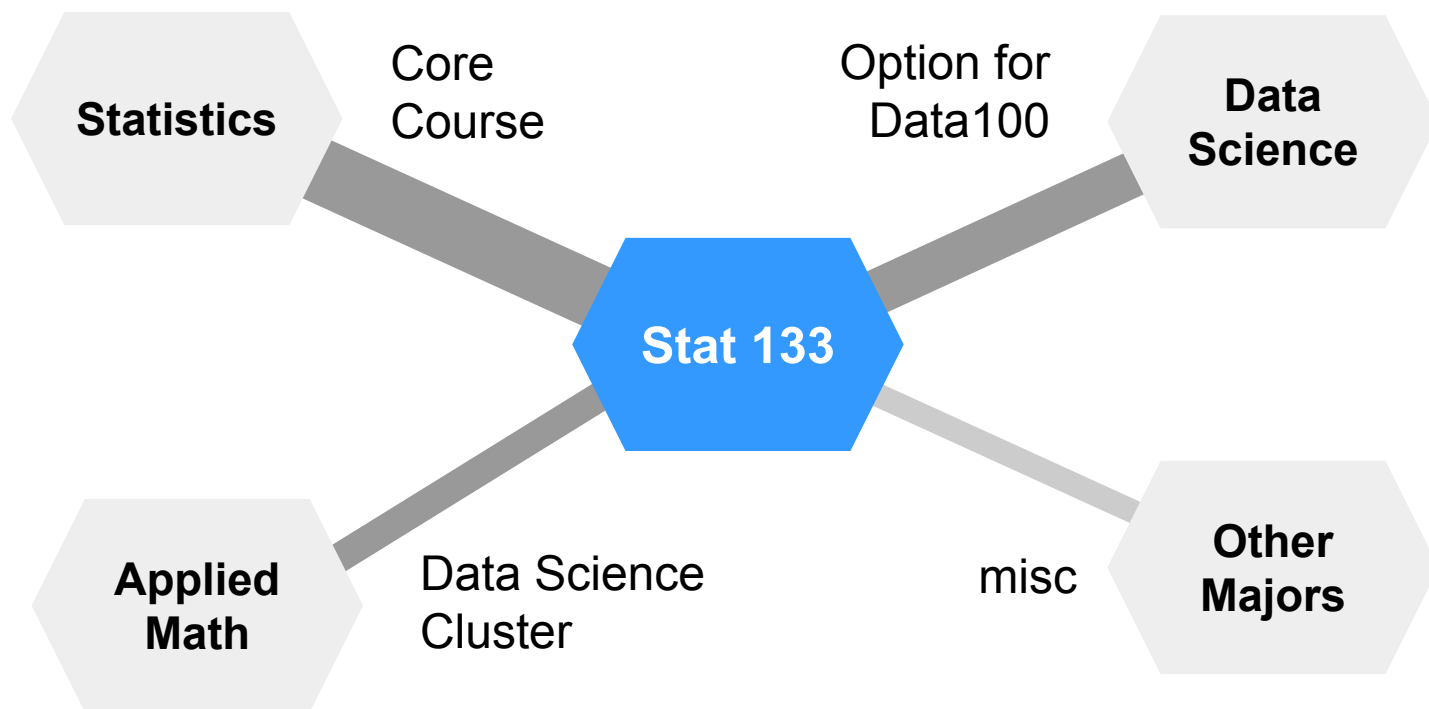 Statistics
Core
Course
Option for
Data100
Data
Science
Stat 133
Applied
Math
Data Science
Cluster
misc
Other
Majors